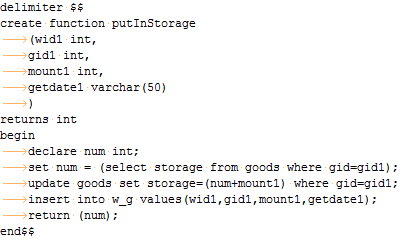 delimiter $$
create function putInStorage
(wid1 int,
gid1 int,
mount1 int,
getdate1 varchar(50)
)
returns int
begin
declare num int;
set num = (select storage from goods where gid=gid1);
update goods set storage=(num+mount1) where gid=gid1;
insert into w_g values(wid1,gid1,mount1,getdate1);
return (num);
end$$